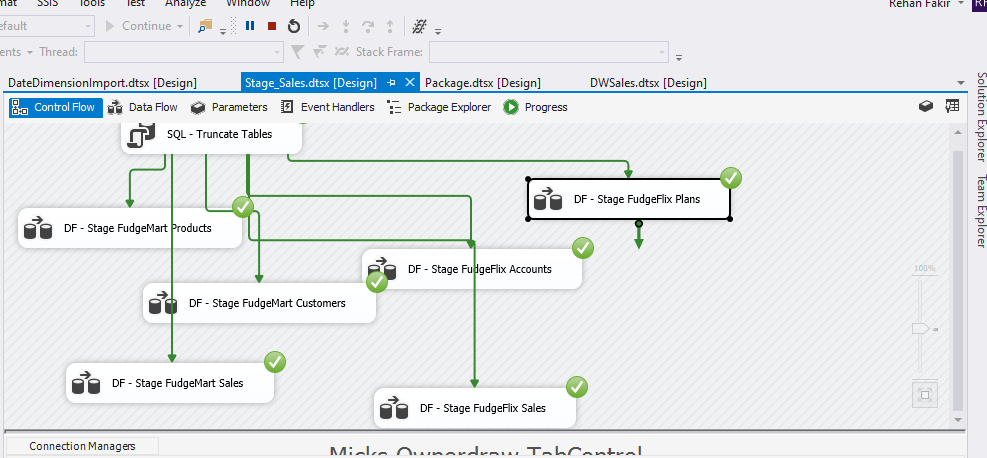 mat SSIS Tools Test Analyze Window Help Rehan Fakir
efault Continue
ents Thread: Stack Frame:
DateDimensionImport.dtsx [Design] Stage_Sales.dtsx [Design] Package.dtsx [Design] DWSales.dtsx [Design]
Control Flow Data Flow Parameters Event Handlers Package Explorer Progress
SQL - Truncate Tables
DF - Stage FudgeFlix Plans
DF - Stage FudgeMart Products
DF - Stage FudgeFlix Accounts
100%
DF - Stage FudgeMart Customers
DF - Stage FudgeMart Sales
DF - Stage FudgeFlix Sales
Connection Managers
Micks Ownerdraw TabControl
Solution Explorer
Team Explorer